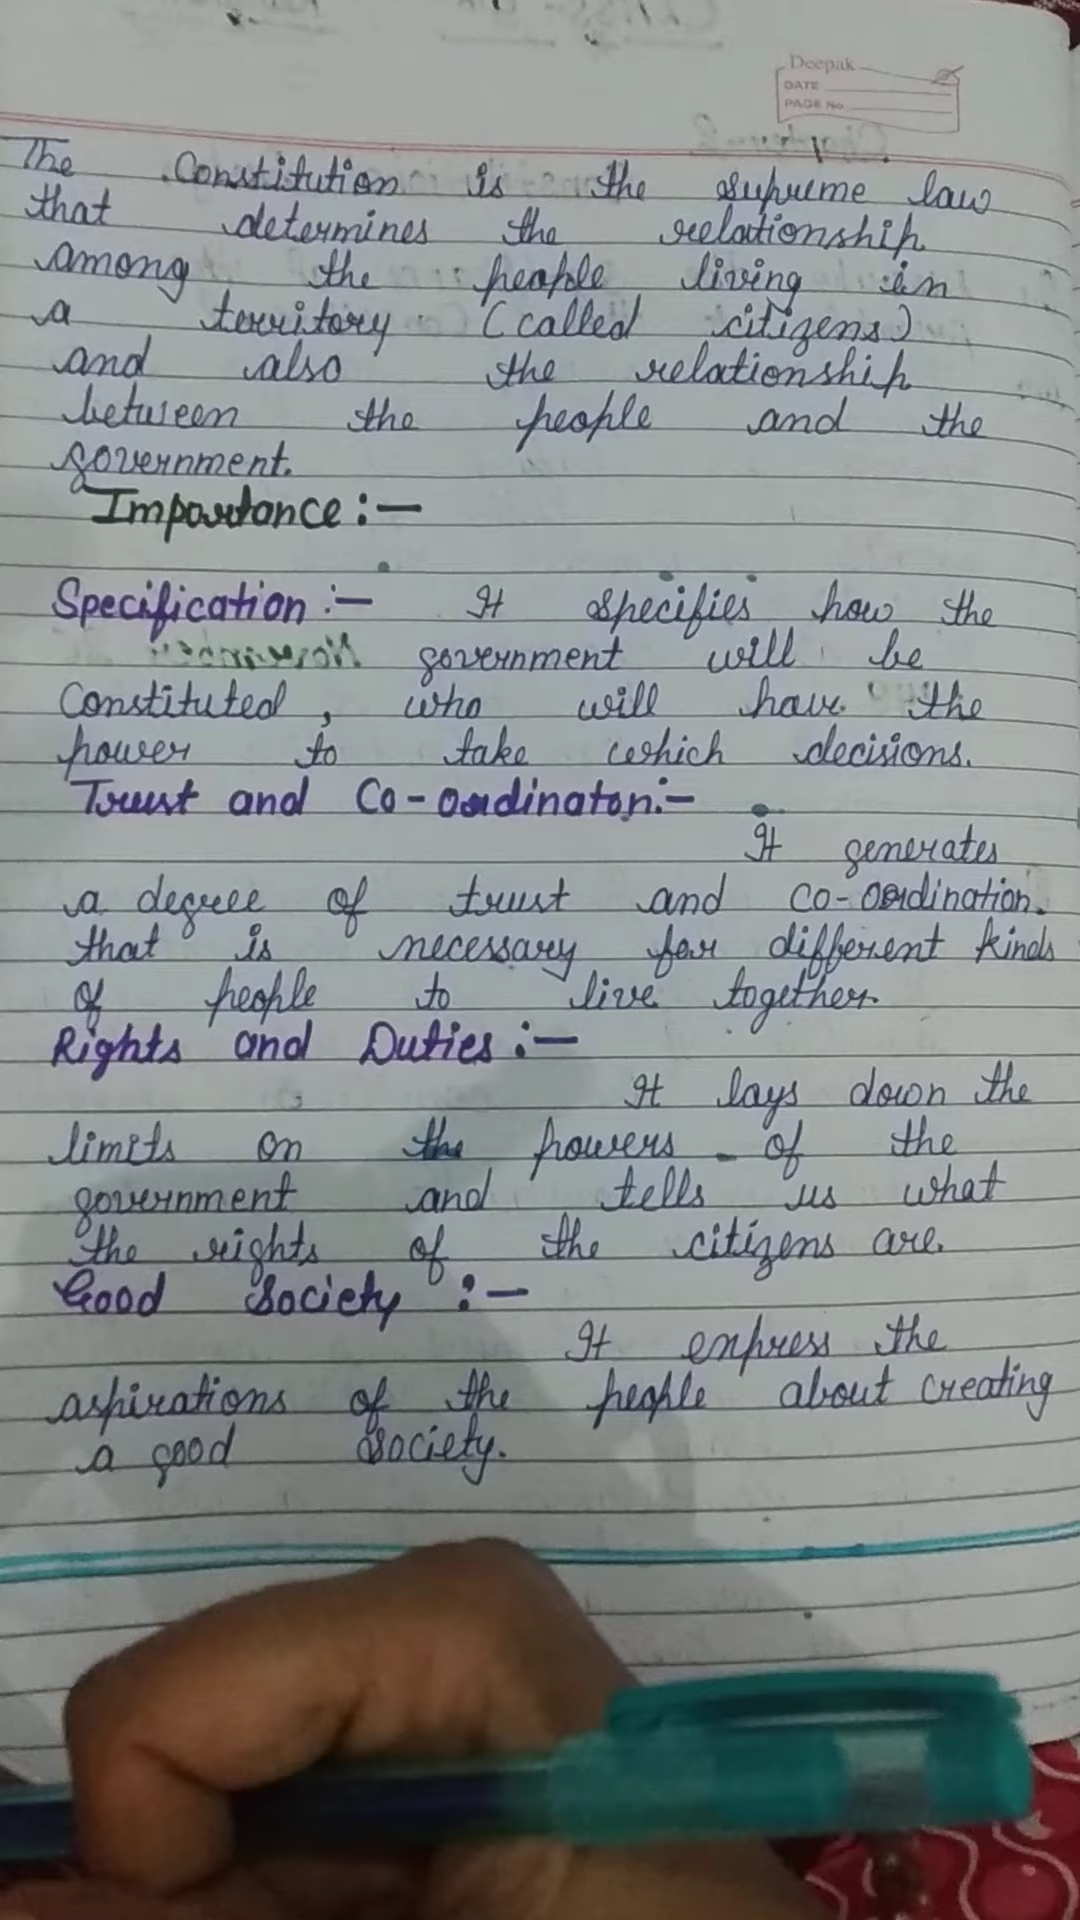 Deepak
DATE
PAGE No.
The Constitution is the supreme law
that determines the relationship
among the people living in
a territory (called citizens)
and also the relationship
between the people and the
government.
Importance :-
Specification :- It specifies how the
government will be
Constituted, who will have the
power to take which decisions.
Trust and Co-ordinaton:-
It generates
a degree of trust and co-ordination.
that is necessary for different kinds
of people to live together.
Rights and Duties :-
It lays down the
limits on the powers of the
government and tells us what
the rights of the citizens are.
Good Society :-
It express the
aspirations of the people about creating
a good society.